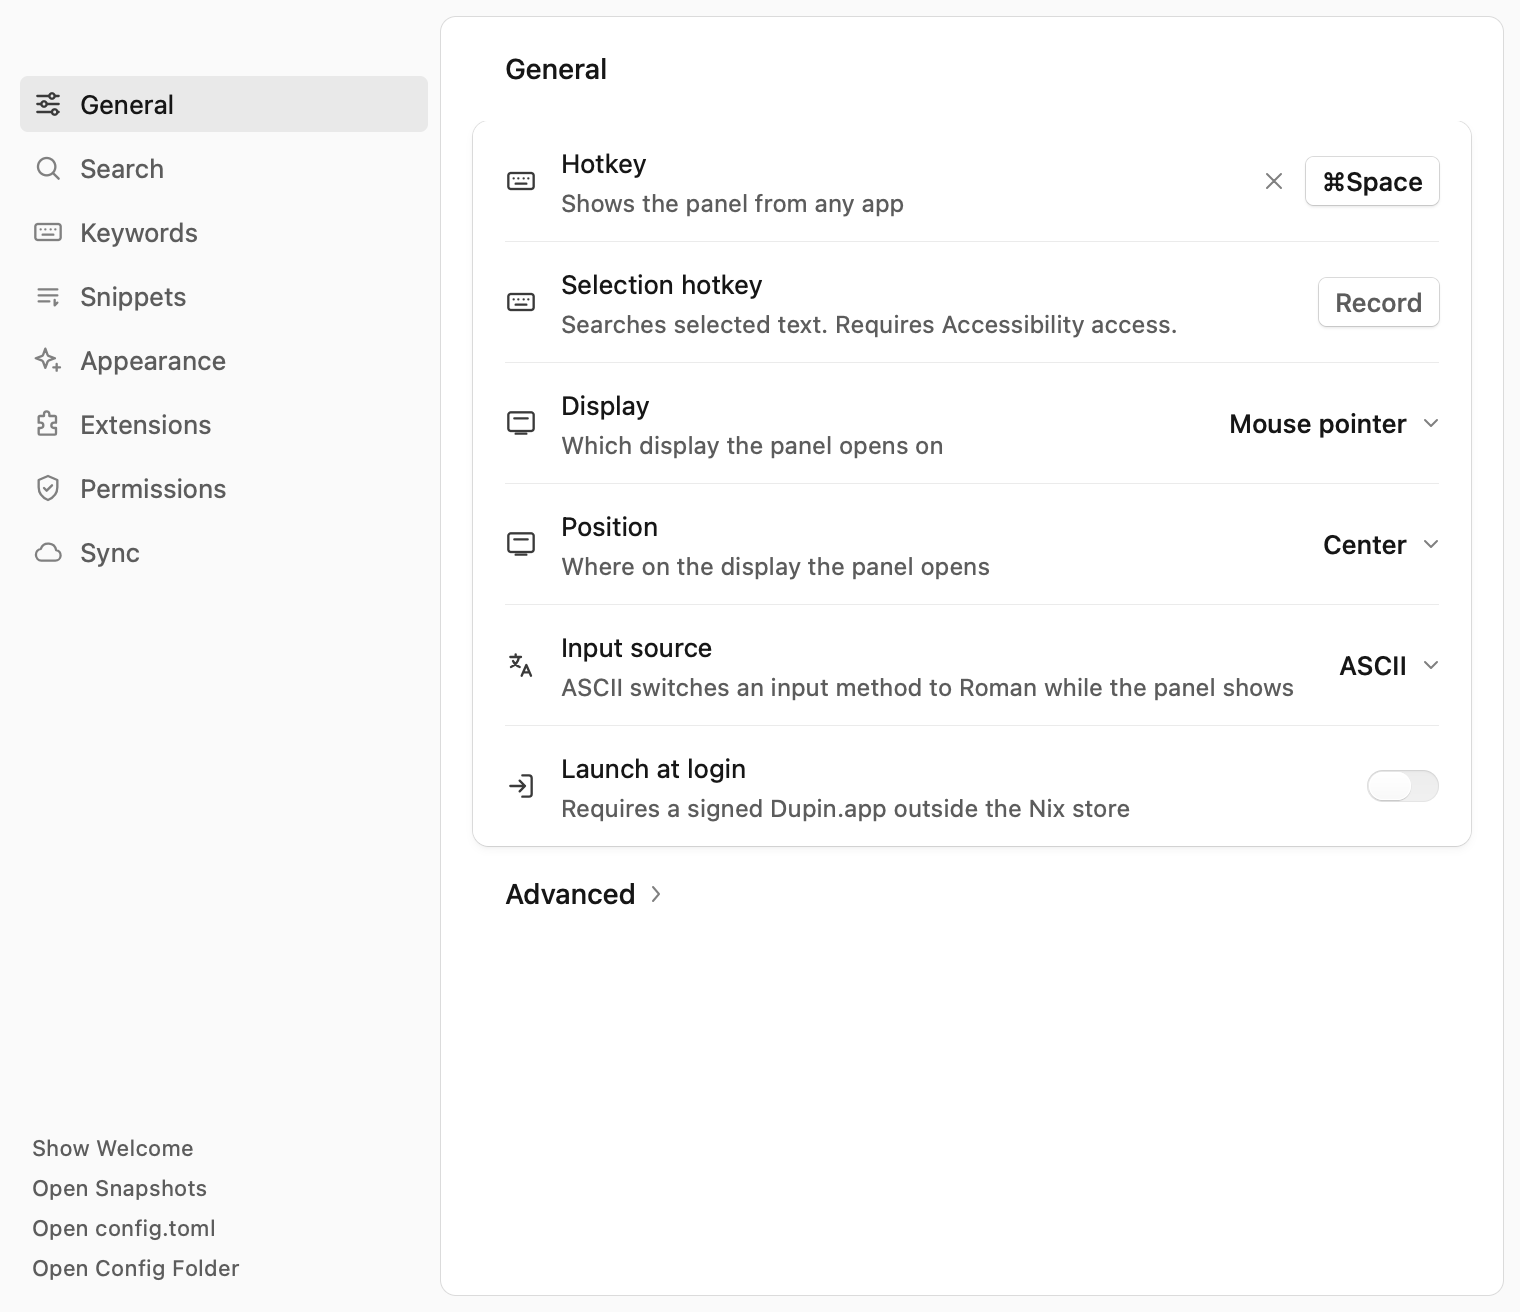 General
Search
Keywords
Snippets
Appearance
Extensions
Permissions
Sync
Show Welcome
Open Snapshots
Open config.toml
Open Config Folder
General
Hotkey
Shows the panel from any app
⌘Space
Selection hotkey
Searches selected text. Requires Accessibility access.
Record
Display
Which display the panel opens on
Mouse pointer
Position
Where on the display the panel opens
Center
Input source
ASCII switches an input method to Roman while the panel shows
ASCII
Launch at login
Requires a signed Dupin.app outside the Nix store
Advanced